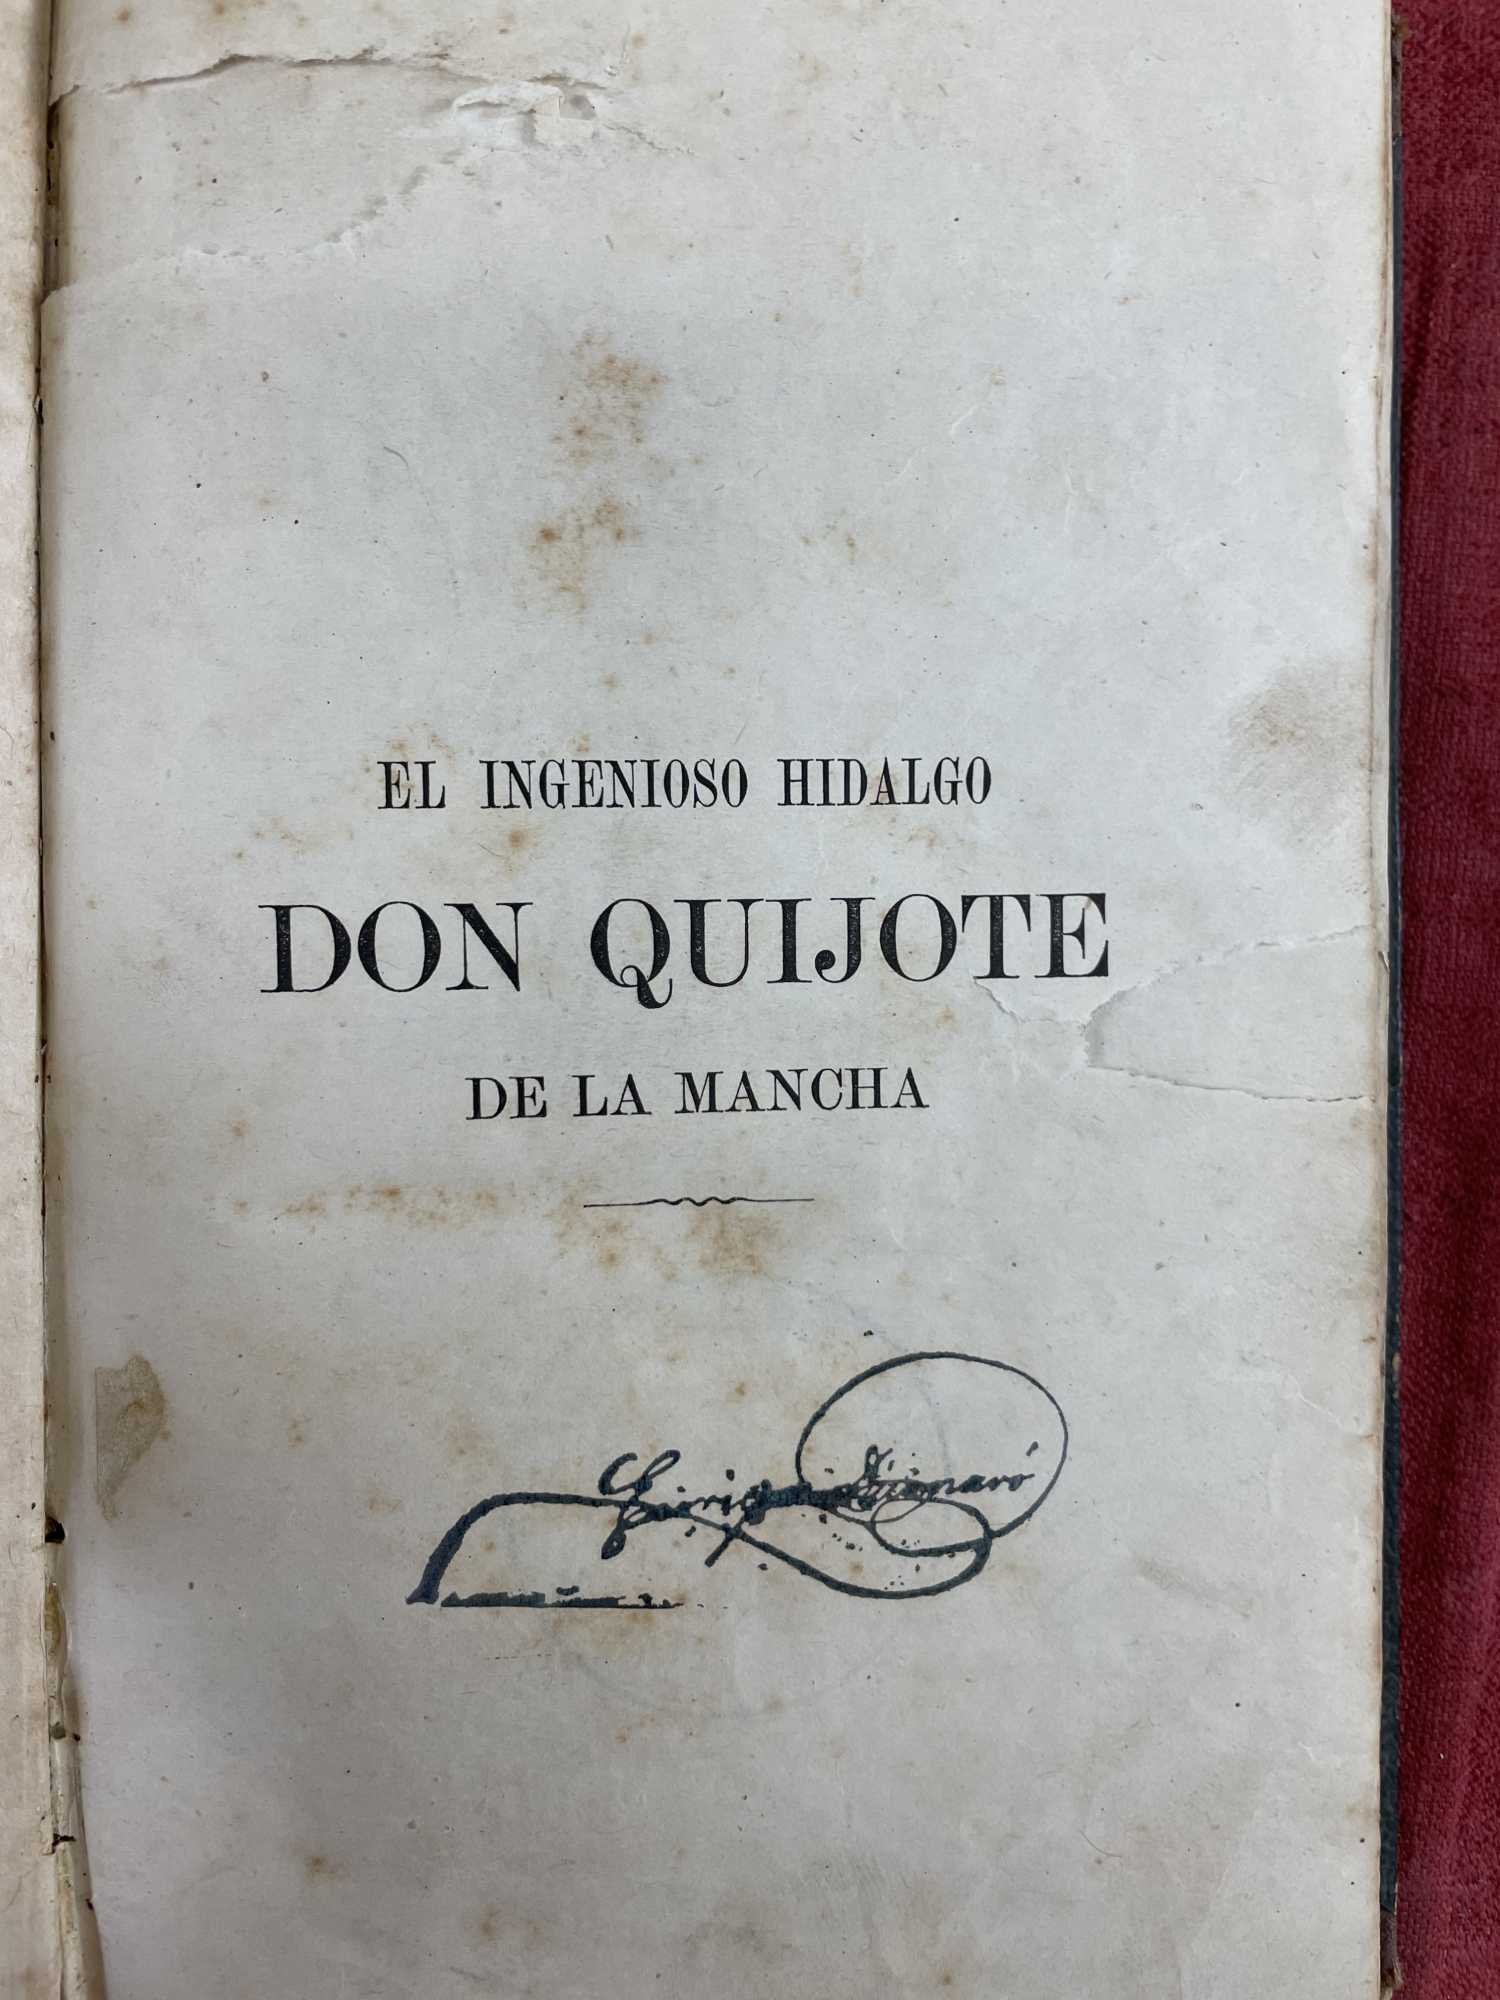 EL INGENIOSO HIDALGO
DON QUIJOTE
DE LA MANCHA